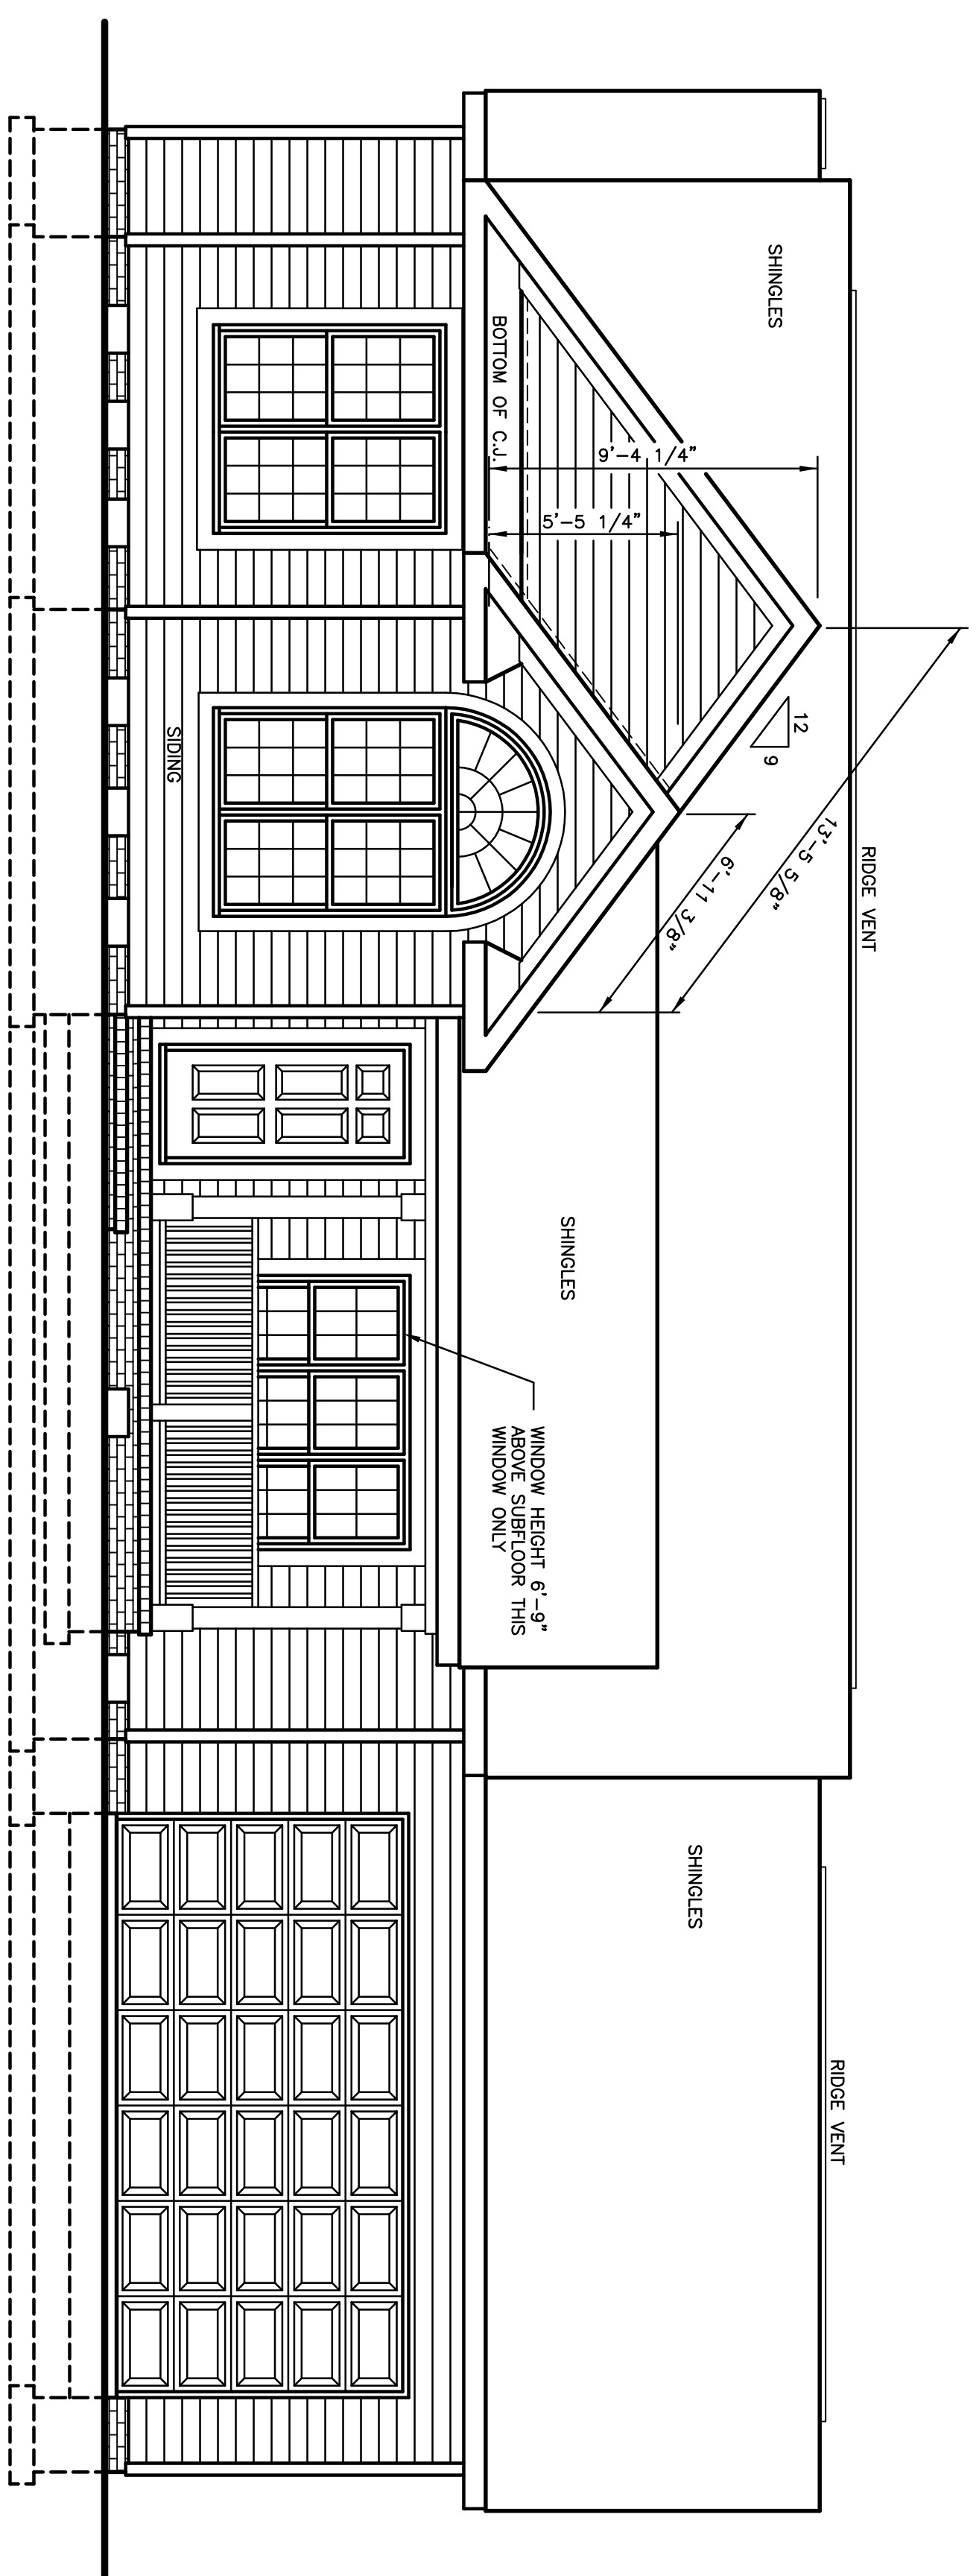 RIDGE VENT
RIDGE VENT
SHINGLES
12
9
13'-5 5/8"
6'-11 3/8"
9'-4 1/4"
5'-5 1/4"
BOTTOM OF C.J.
SHINGLES
SHINGLES
WINDOW HEIGHT 6'-9"
ABOVE SUBFLOOR THIS
WINDOW ONLY
SIDING